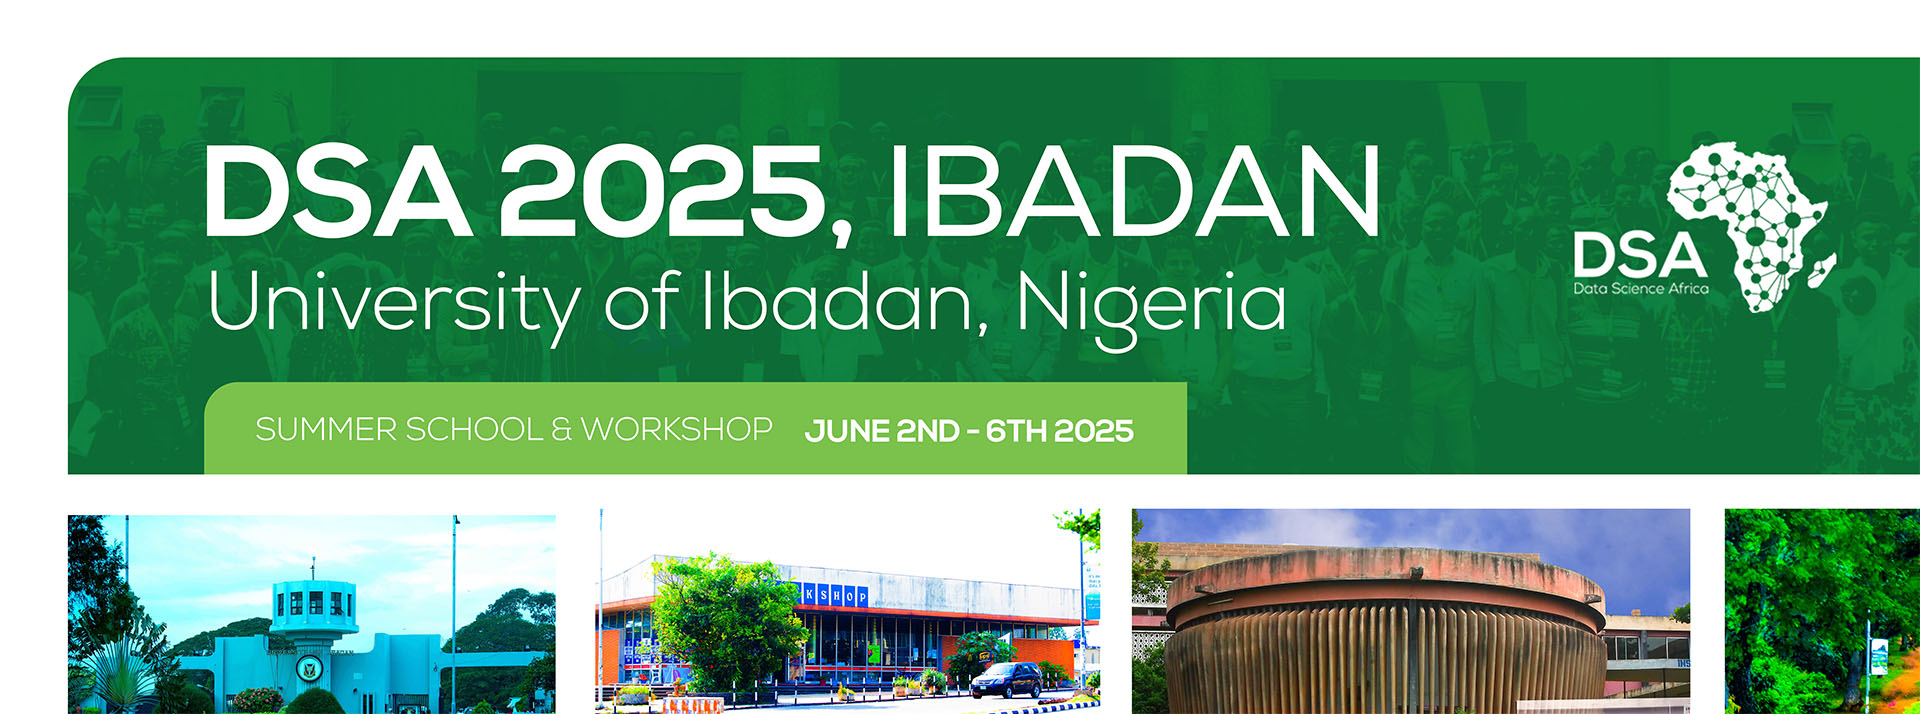 DSA 2025, IBADAN
University of Ibadan, Nigeria
DSA
Data Science Africa
SUMMER SCHOOL & WORKSHOP JUNE 2ND - 6TH 2025
KSHOP
INS